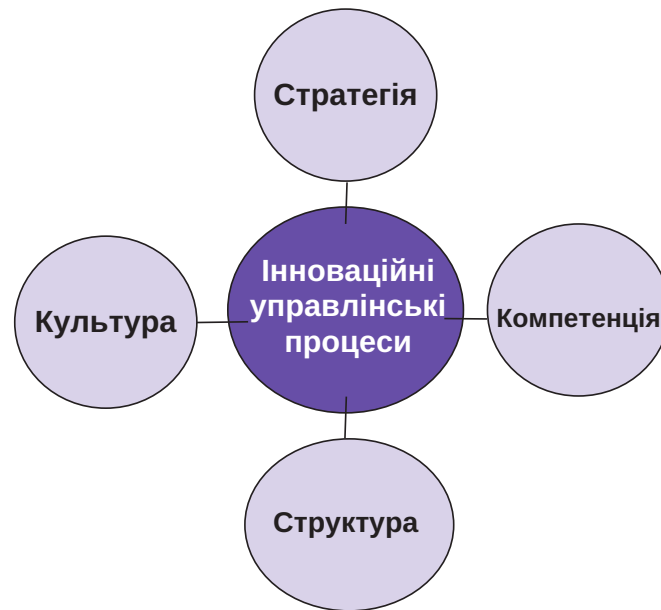 Стратегія
Інноваційні
управлінські
процеси
Культура
Компетенція
Структура